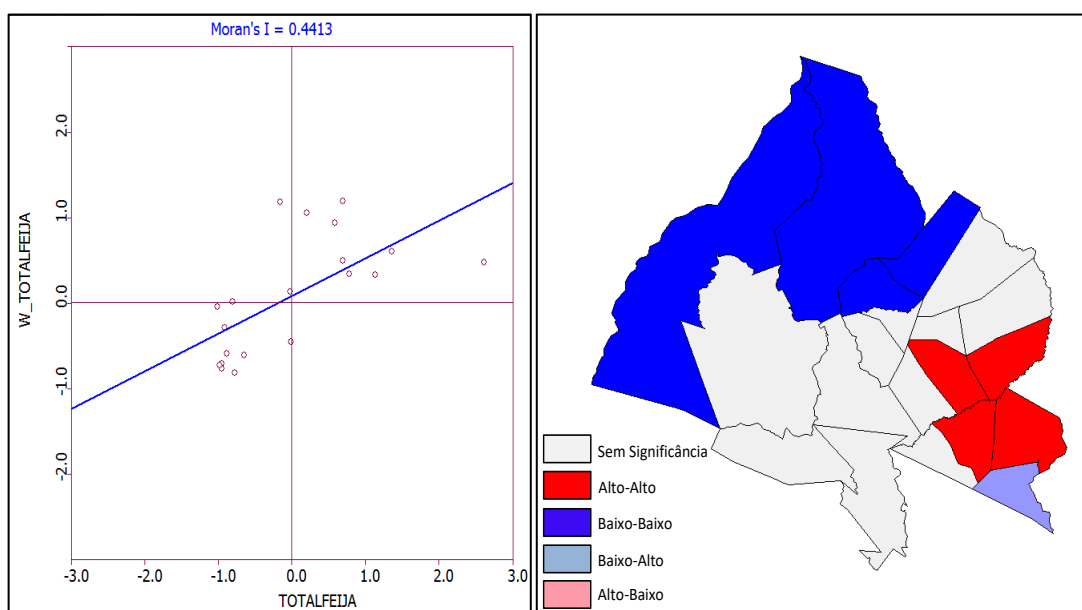 Moran's I = 0.4413
W_TOTALFEIJA
2.0
1.0
0.0
-1.0
-2.0
-3.0 -2.0 -1.0 0.0 1.0 2.0 3.0
TOTALFEIJA
Sem Significância
Alto-Alto
Baixo-Baixo
Baixo-Alto
Alto-Baixo